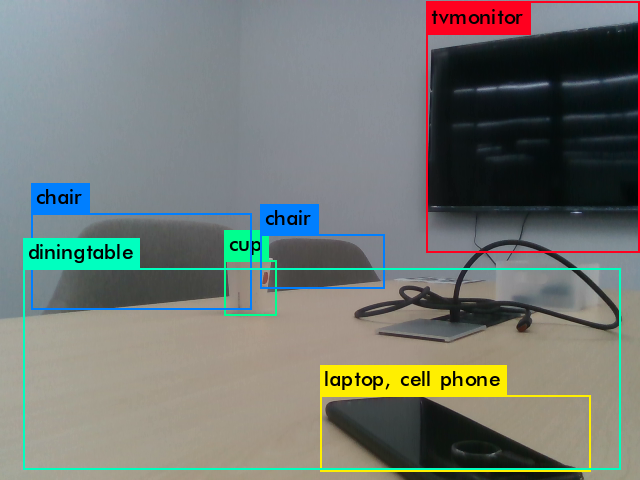 tvmonitor
chair
chair
cup
diningtable
laptop, cell phone